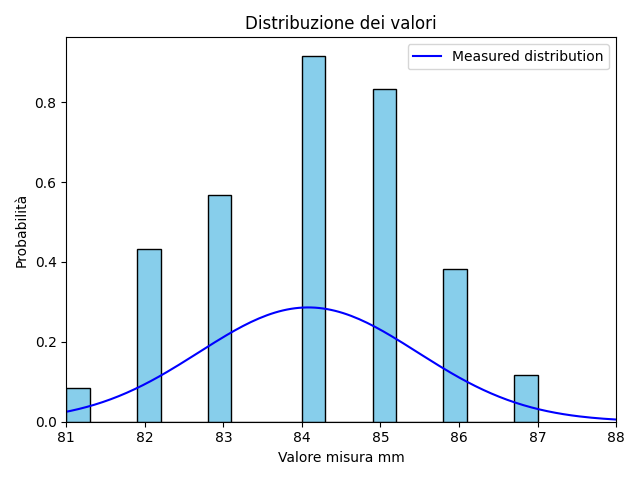 Distribuzione dei valori
Measured distribution
Probabilità
0.8
0.6
0.4
0.2
0.0
81 82 83 84 85 86 87 88
Valore misura mm